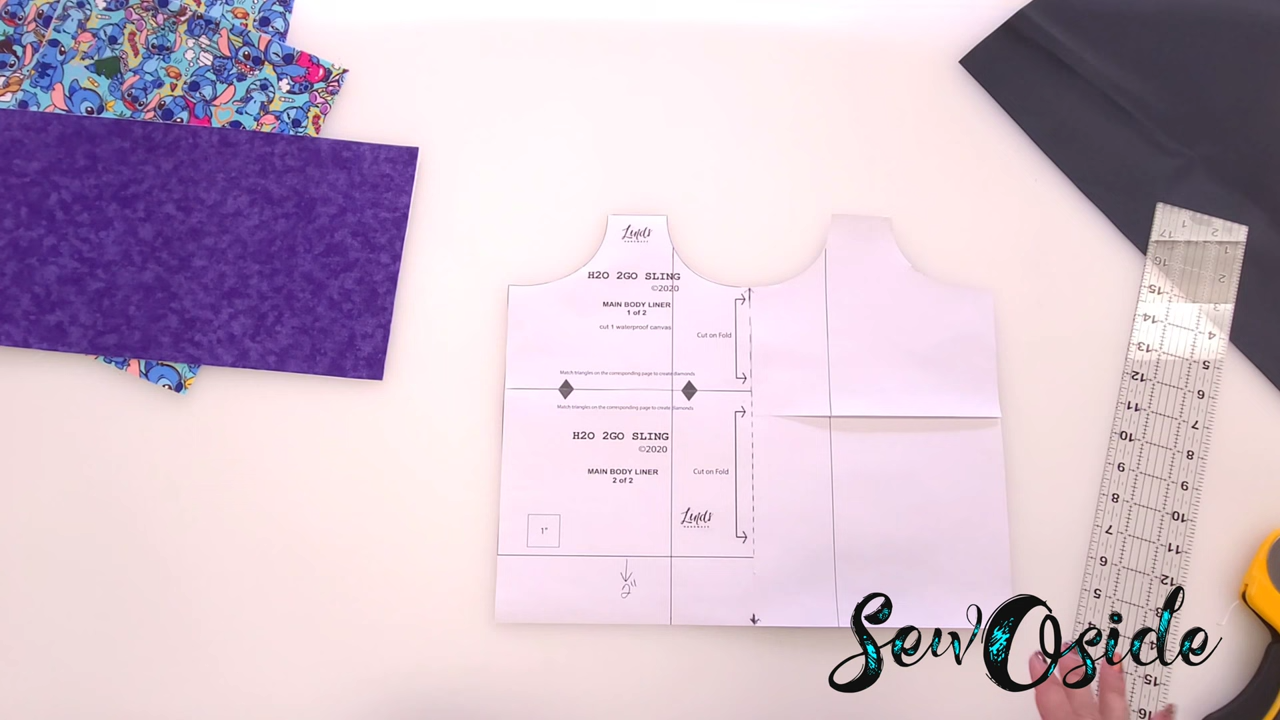 Linds
HANDMADE
H2O 2GO SLING
©2020
MAIN BODY LINER
1 of 2
cut 1 waterproof canvas
Cut on Fold
Match triangles on the corresponding page to create diamonds
Match triangles on the corresponding page to create diamonds
H2O 2GO SLING
©2020
MAIN BODY LINER
2 of 2
Cut on Fold
Linds
HANDMADE
1"
2"
SewOside